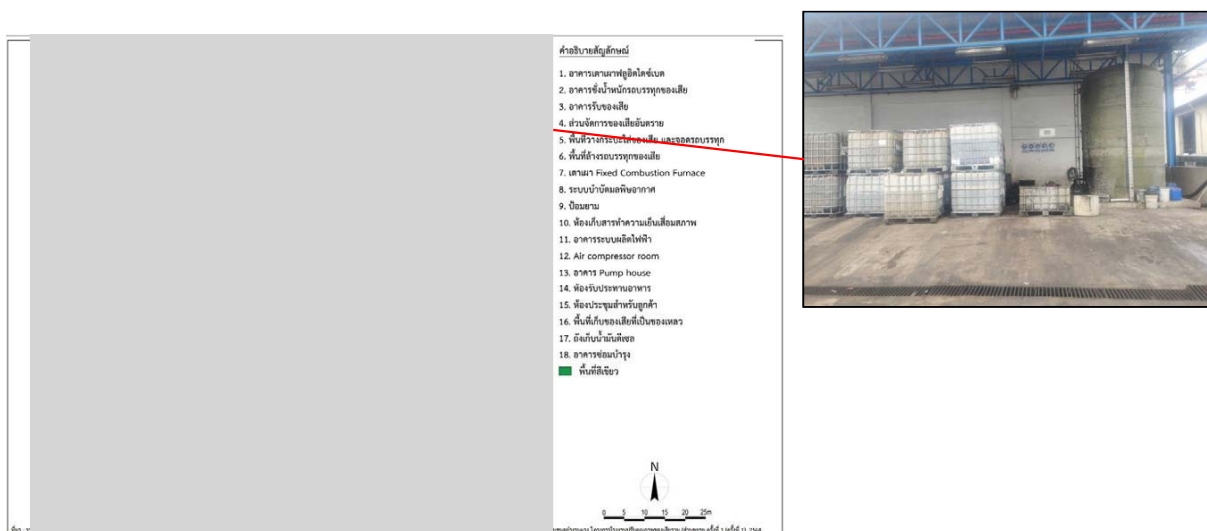 คำอธิบายสัญลักษณ์
1. อาคารเตาเผาฟลูอิดไดซ์เบด
2. อาคารชั่งน้ำหนักรถบรรทุกของเสีย
3. อาคารรับของเสีย
4. ส่วนจัดการของเสียอันตราย
5. พื้นที่วางกระบะใส่ของเสีย และจอดรถบรรทุก
6. พื้นที่ล้างรถบรรทุกของเสีย
7. เตาเผา Fixed Combustion Furnace
8. ระบบบำบัดมลพิษอากาศ
9. ป้อมยาม
10. ห้องเก็บสารทำความเย็นเสื่อมสภาพ
11. อาคารระบบผลิตไฟฟ้า
12. Air compressor room
13. อาคาร Pump house
14. ห้องรับประทานอาหาร
15. ห้องประชุมสำหรับลูกค้า
16. พื้นที่เก็บของเสียที่เป็นของเหลว
17. ถังเก็บน้ำมันดีเซล
18. อาคารซ่อมบำรุง
พื้นที่สีเขียว
N
0 5 10 15 20 25m